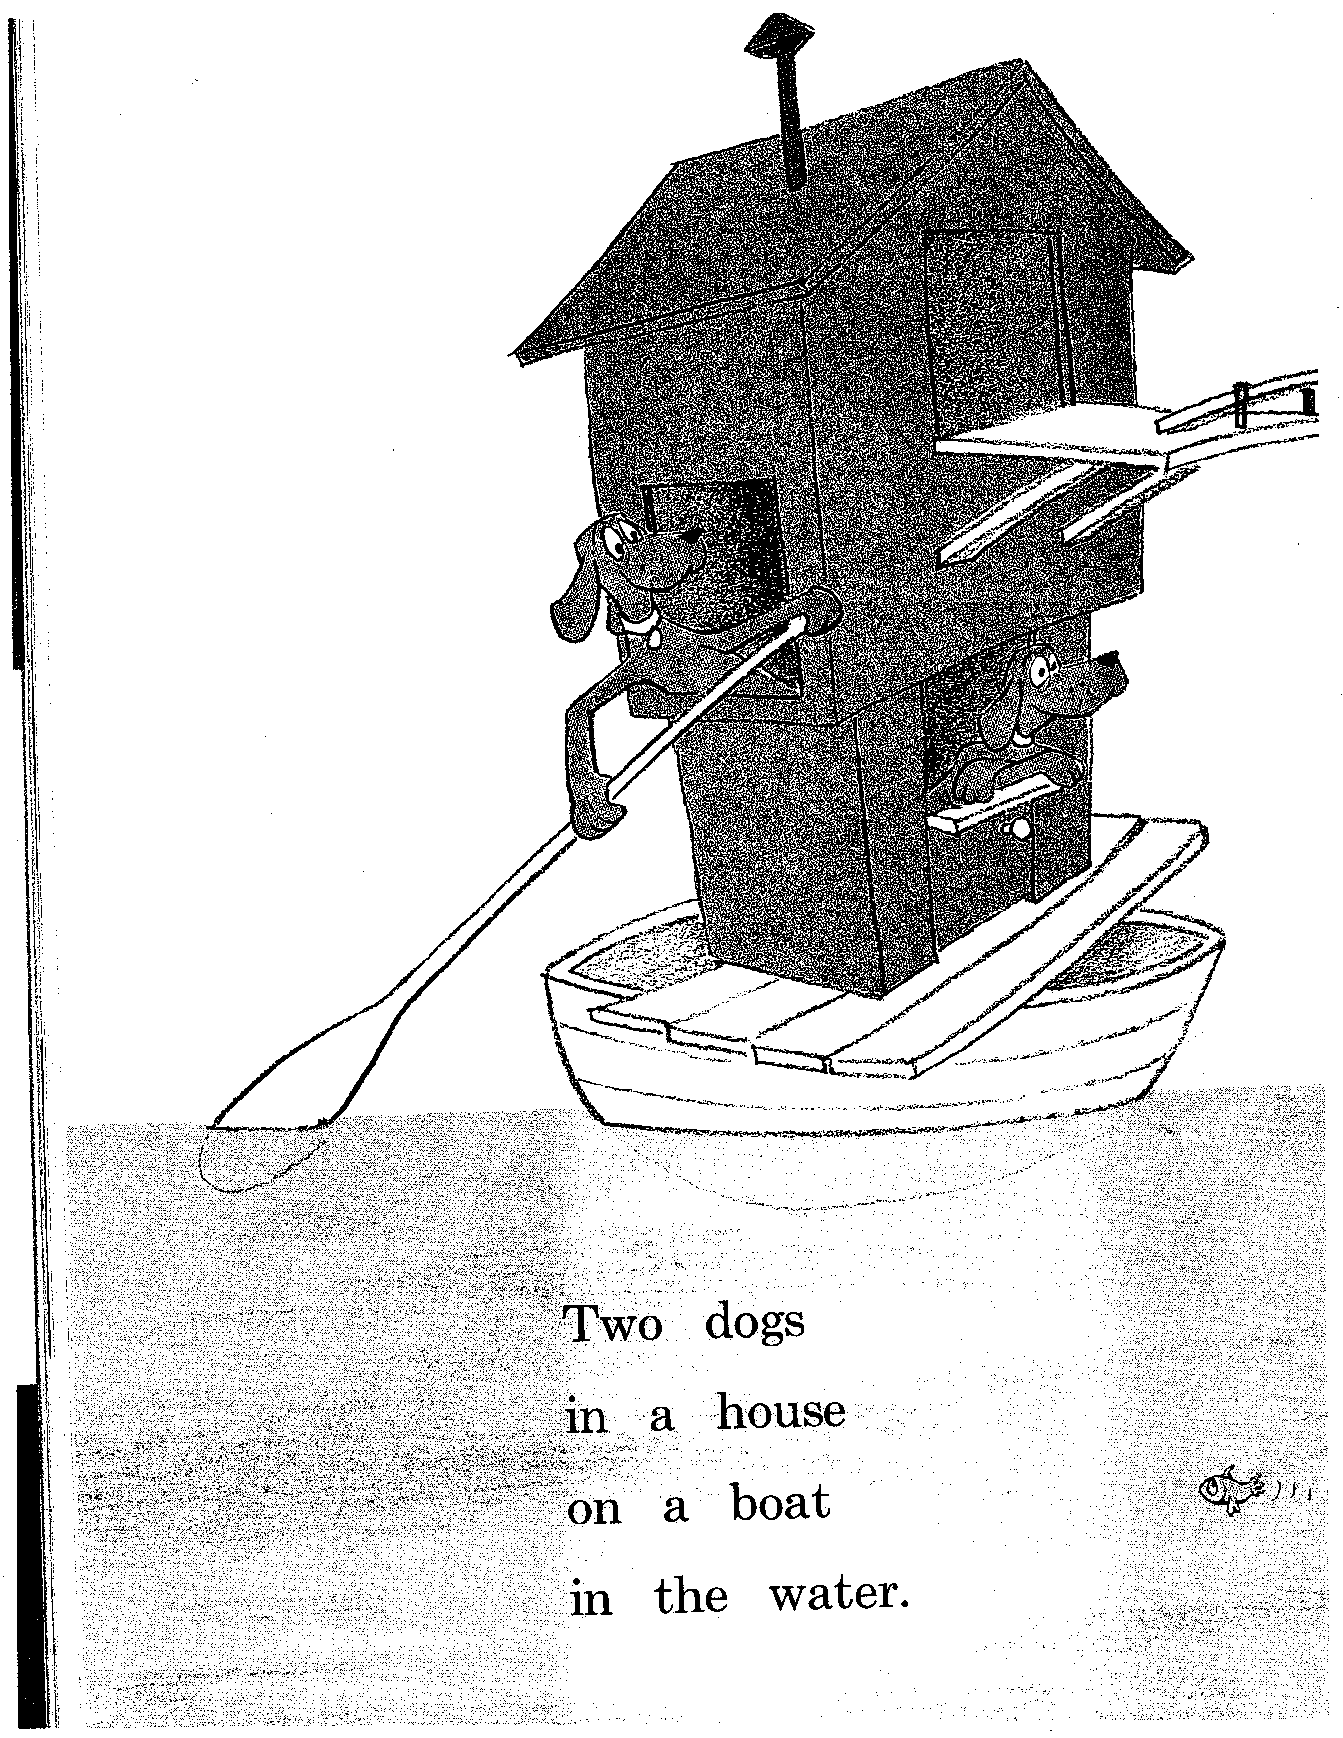 Two dogs
in a house
on a boat
in the water.